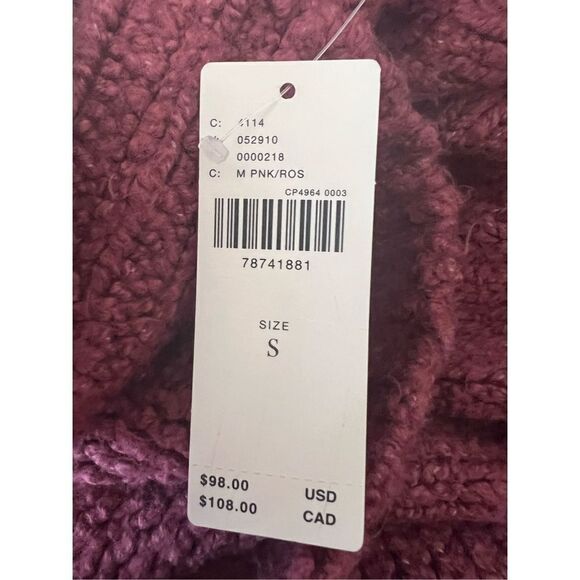 C: 4114
052910
0000218
C: M PNK/ROS
CP4964 0003
78741881
SIZE
S
$98.00 USD
$108.00 CAD